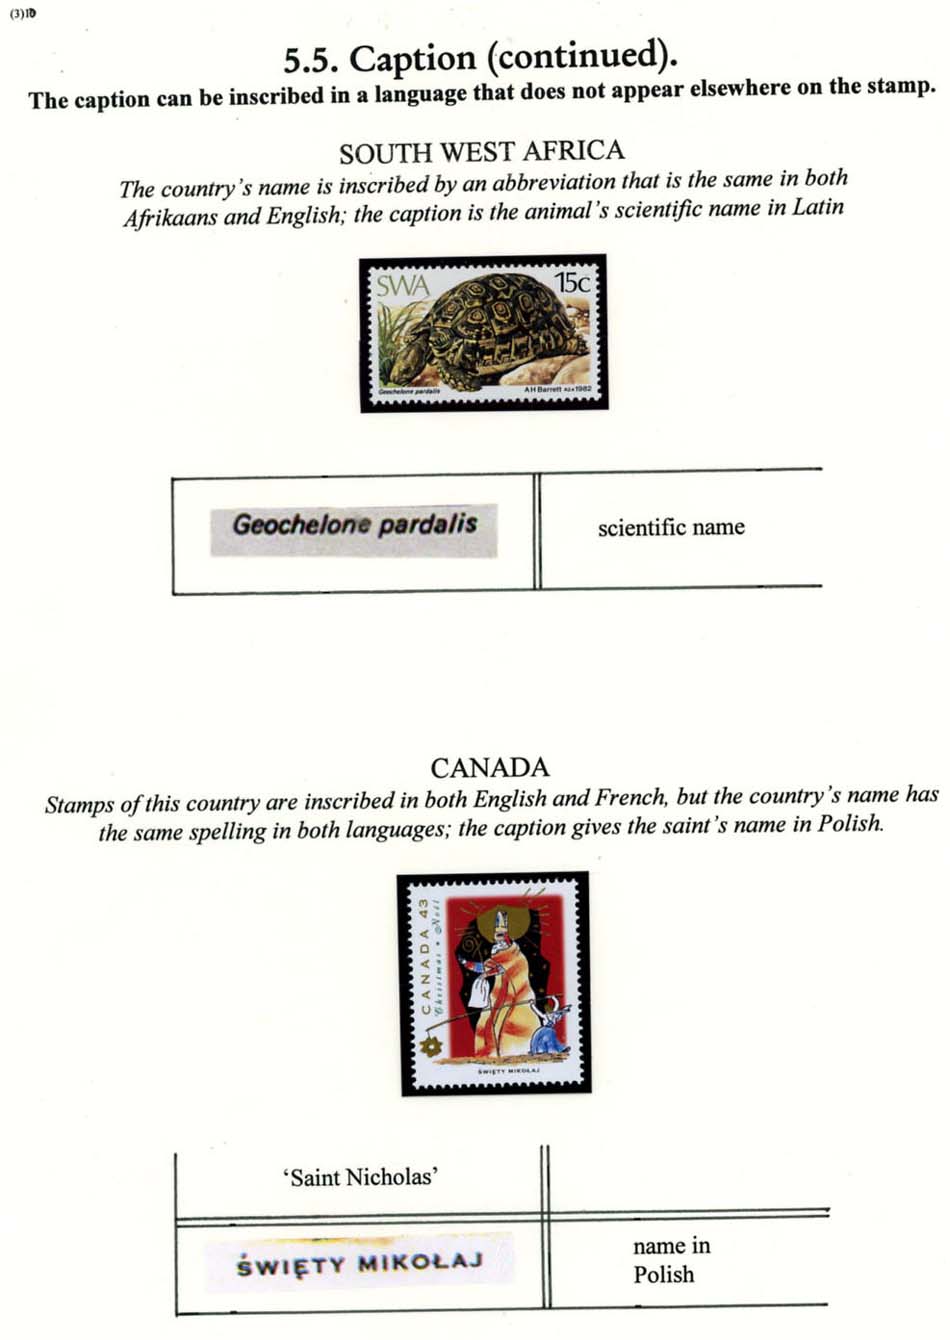 (3)10
5.5. Caption (continued).
The caption can be inscribed in a language that does not appear elsewhere on the stamp.
SOUTH WEST AFRICA
The country's name is inscribed by an abbreviation that is the same in both
Afrikaans and English; the caption is the animal's scientific name in Latin
SWA
15c
Geochelone pardalis
AH Barrett 1982
Geochelone pardalis
scientific name
CANADA
Stamps of this country are inscribed in both English and French, but the country's name has
the same spelling in both languages; the caption gives the saint's name in Polish.
CANADA 43
Christmas • Noël
ŚWIĘTY MIKOŁAJ
‘Saint Nicholas’
ŚWIĘTY MIKOŁAJ
name in
Polish